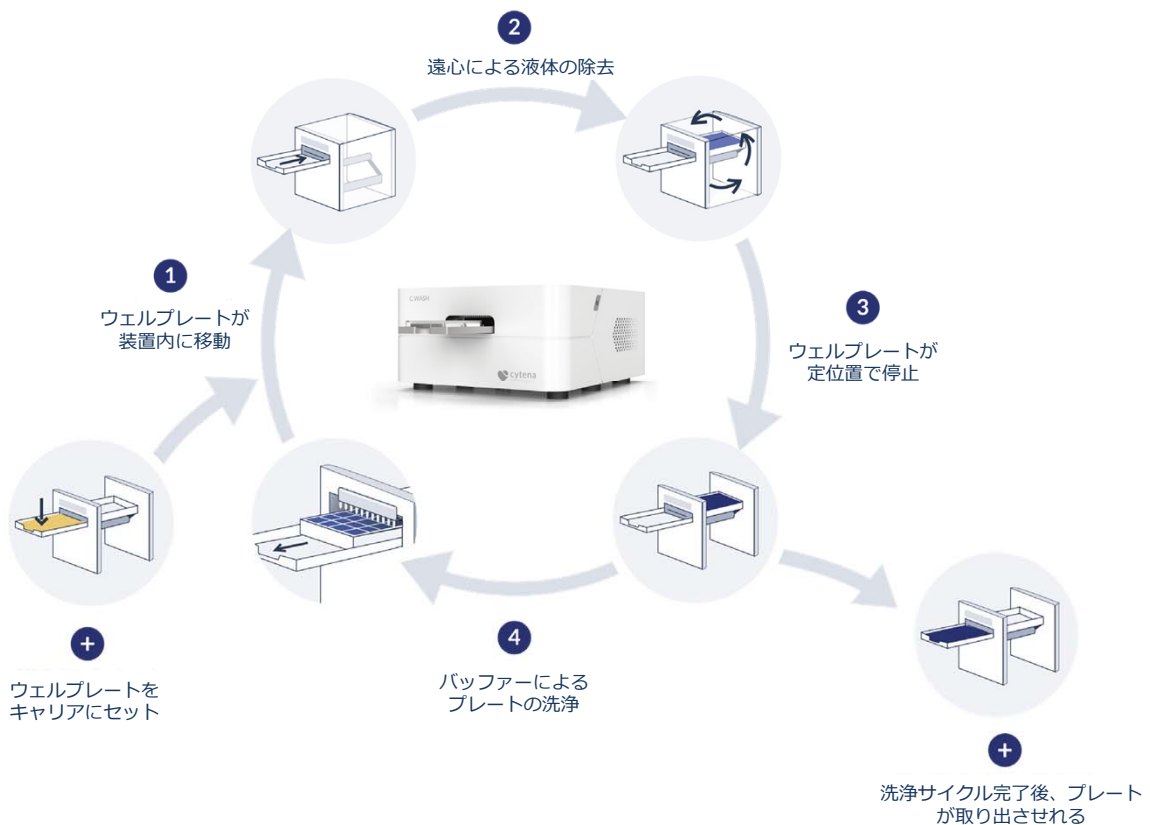 2
遠心による液体の除去
1
ウェルプレートが
装置内に移動
C.WASH
cytena
3
ウェルプレートが
定位置で停止
+
ウェルプレートを
キャリアにセット
4
バッファーによる
プレートの洗浄
+
洗浄サイクル完了後、プレート
が取り出させれる